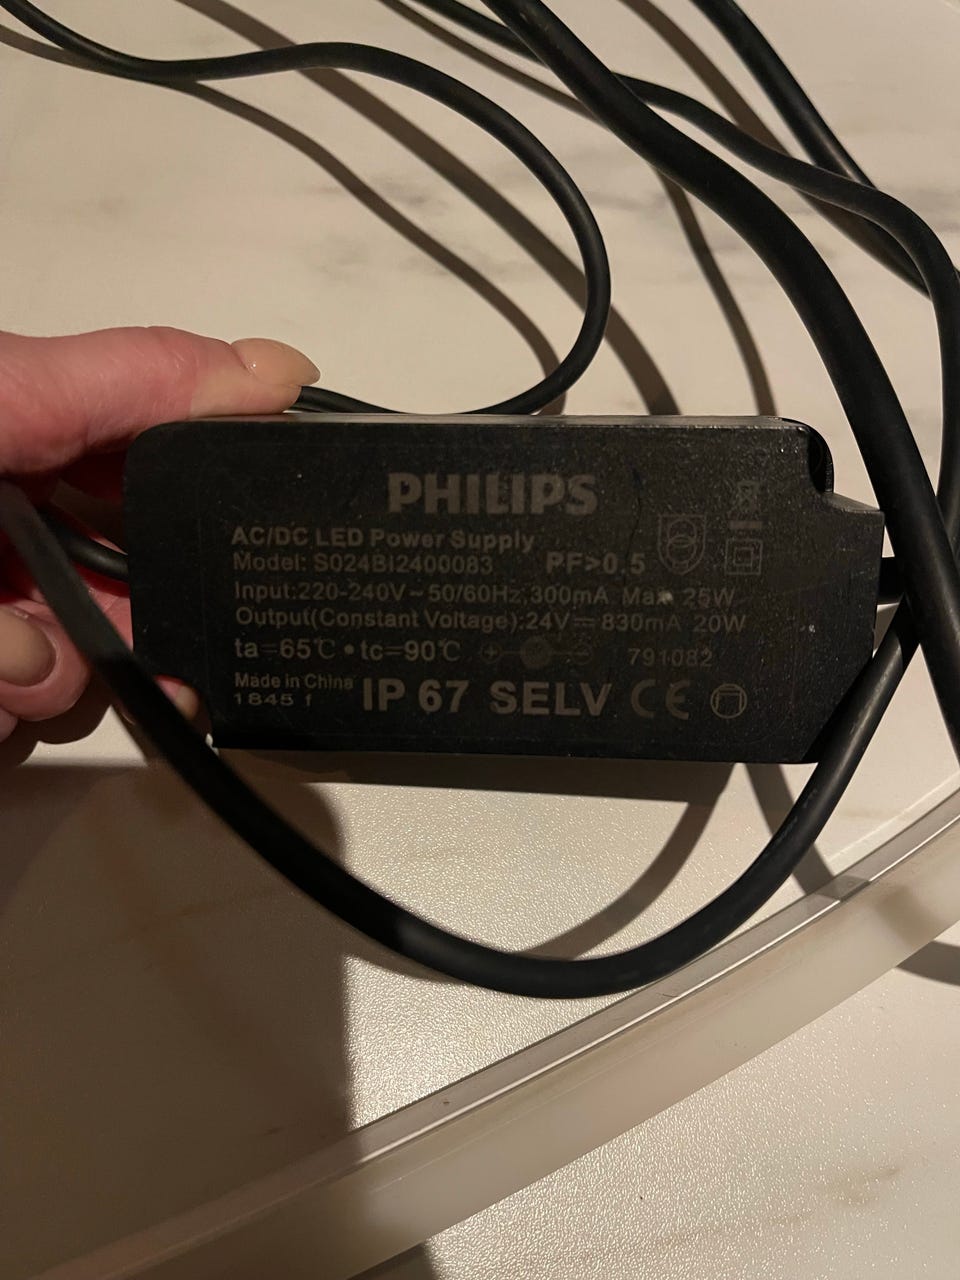 PHILIPS
AC/DC LED Power Supply
Model: S024BI2400083 PF>0.5
Input:220-240V~50/60Hz,300mA Max 25W
Output(Constant Voltage):24V⎓830mA 20W
ta=65℃ • tc=90℃ 791082
Made in China
1845 f
IP 67 SELV CE